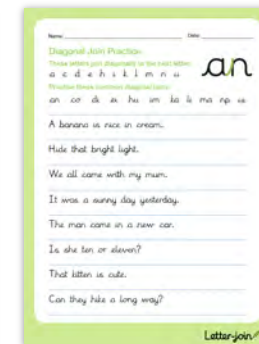 Name: Date:
Diagonal Join Practice
These letters join diagonally to the next letter:
a c d e h i k l m n u
Practise these common diagonal joins:
an co di er hu im ka li ma np us
an
A banana is nice in cream.
Hide that bright light.
We all came with my mum.
It was a sunny day yesterday.
The man came in a new car.
Is she ten or eleven?
That kitten is cute.
Can they hike a long way?
Letter-join